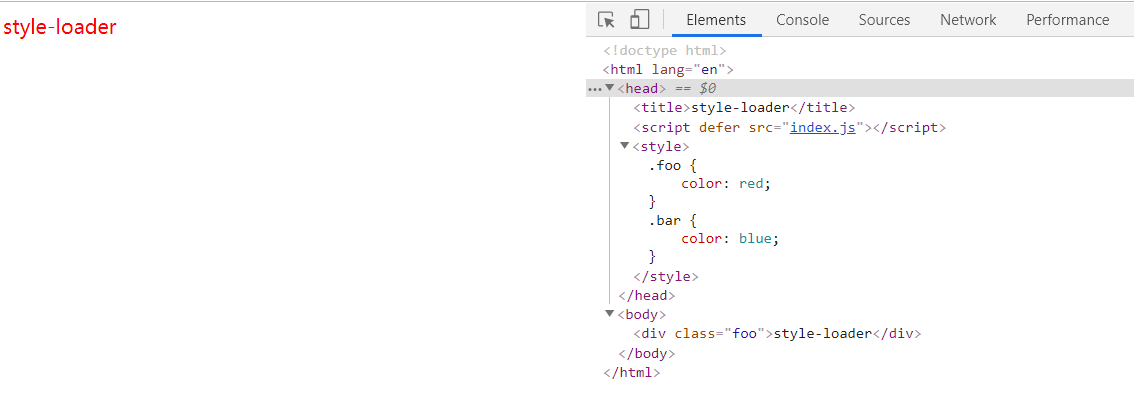 style-loader
Elements Console Sources Network Performance
<!doctype html>
<html lang="en">
… <head> == $0
<title>style-loader</title>
<script defer src="index.js"></script>
<style>
.foo {
color: red;
}
.bar {
color: blue;
}
</style>
</head>
<body>
<div class="foo">style-loader</div>
</body>
</html>